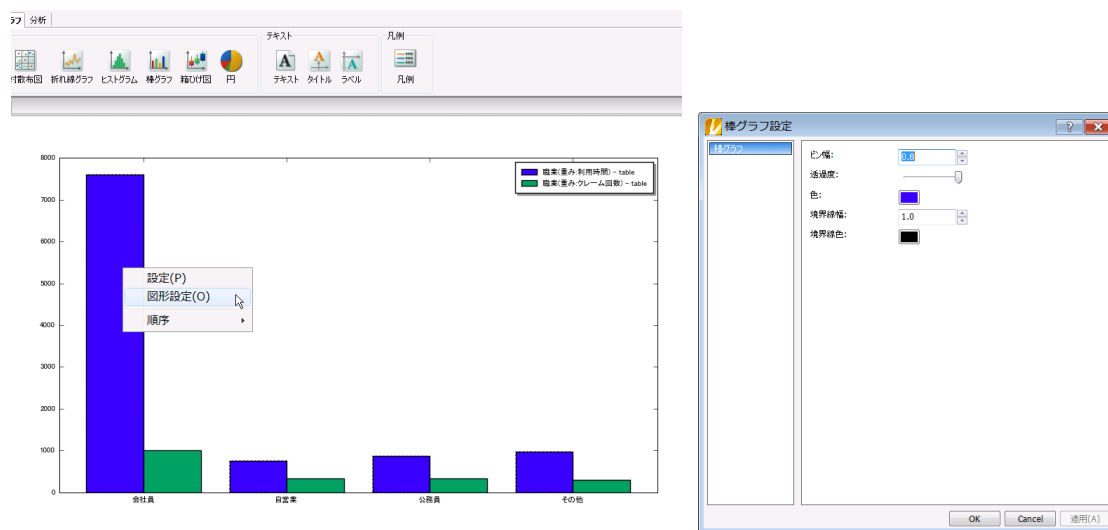 ラフ 分析
対散布図 折れ線グラフ ヒストグラム 棒グラフ 箱ひげ図 円
テキスト
テキスト タイトル ラベル
凡例
凡例
8000
7000
6000
5000
4000
3000
2000
1000
0
職業(重み:利用時間) - table
職業(重み:クレーム回数) - table
設定(P)
図形設定(O)
順序
会社員 自営業 公務員 その他
棒グラフ設定
棒グラフ
ビン幅: 0.8
透過度:
色:
境界線幅: 1.0
境界線色:
OK Cancel 適用(A)